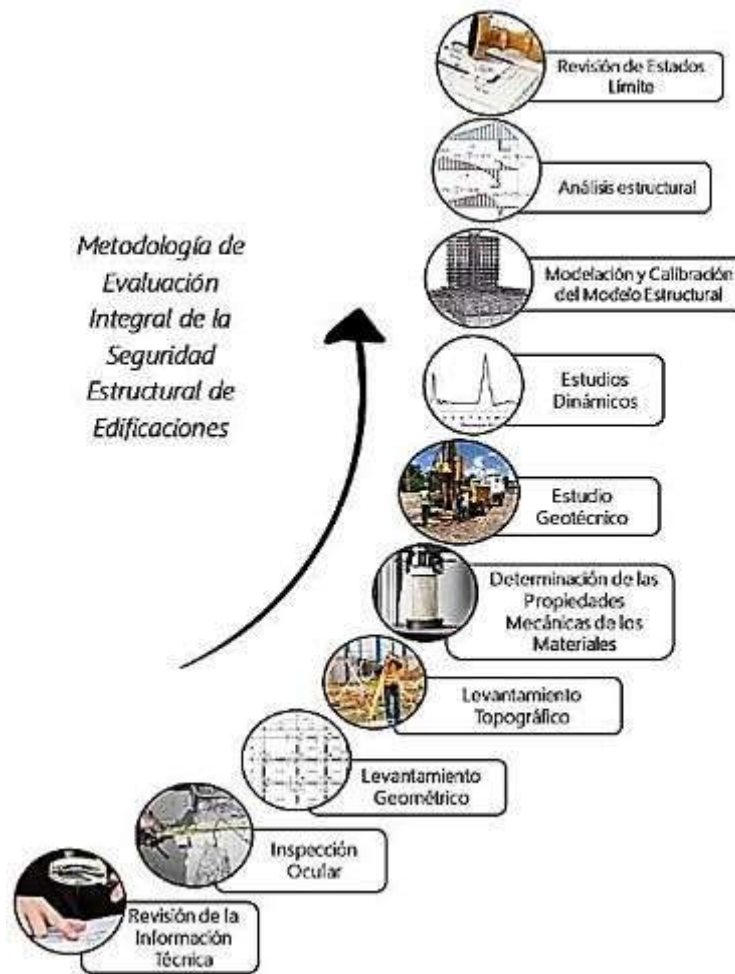 Revisión de Estados
Límite
Análisis estructural
Modelación y Calibración
del Modelo Estructural
Metodología de
Evaluación
Integral de la
Seguridad
Estructural de
Edificaciones
Estudios
Dinámicos
Estudio
Geotécnico
Determinación de las
Propiedades
Mecánicas de los
Materiales
Levantamiento
Topográfico
Levantamiento
Geométrico
Inspección
Ocular
Revisión de la
Información
Técnica